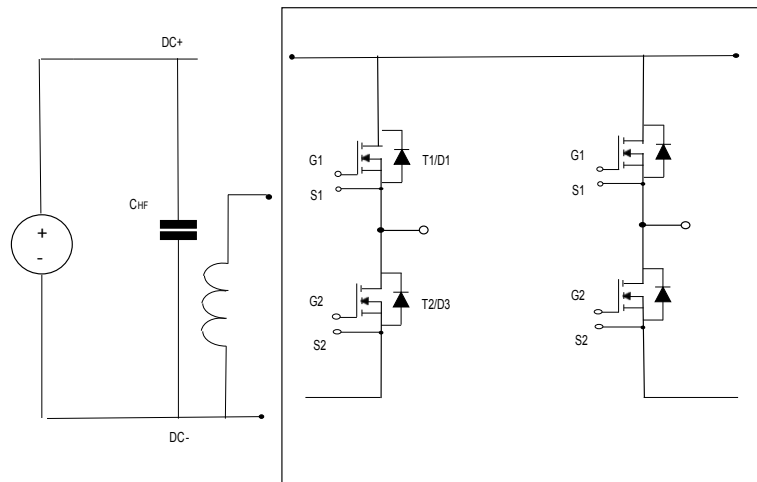 DC+
G1
T1/D1
S1
G1
S1
CHF
+
-
G2
T2/D3
S2
G2
S2
DC-